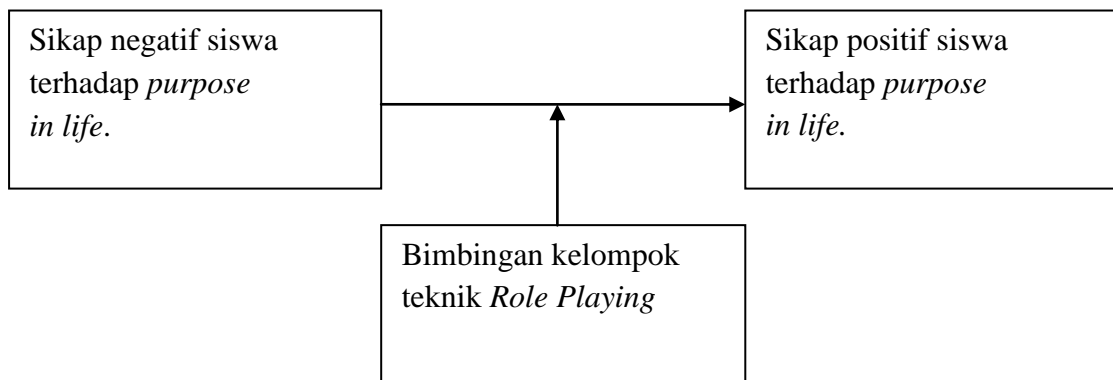 Sikap negatif siswa
terhadap purpose
in life.
Sikap positif siswa
terhadap purpose
in life.
Bimbingan kelompok
teknik Role Playing